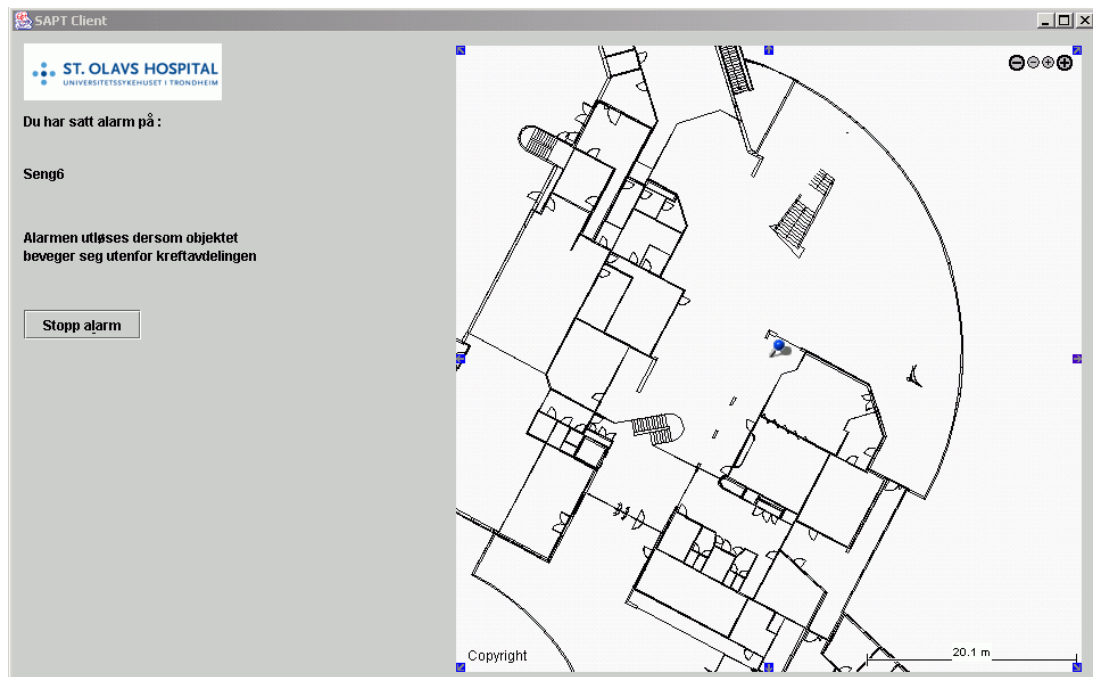 SAPT Client
ST. OLAVS HOSPITAL
UNIVERSITETSSYKEHUSET I TRONDHEIM
Du har satt alarm på :
Seng6
Alarmen utløses dersom objektet
beveger seg utenfor kreftavdelingen
Stopp alarm
Copyright
20.1 m